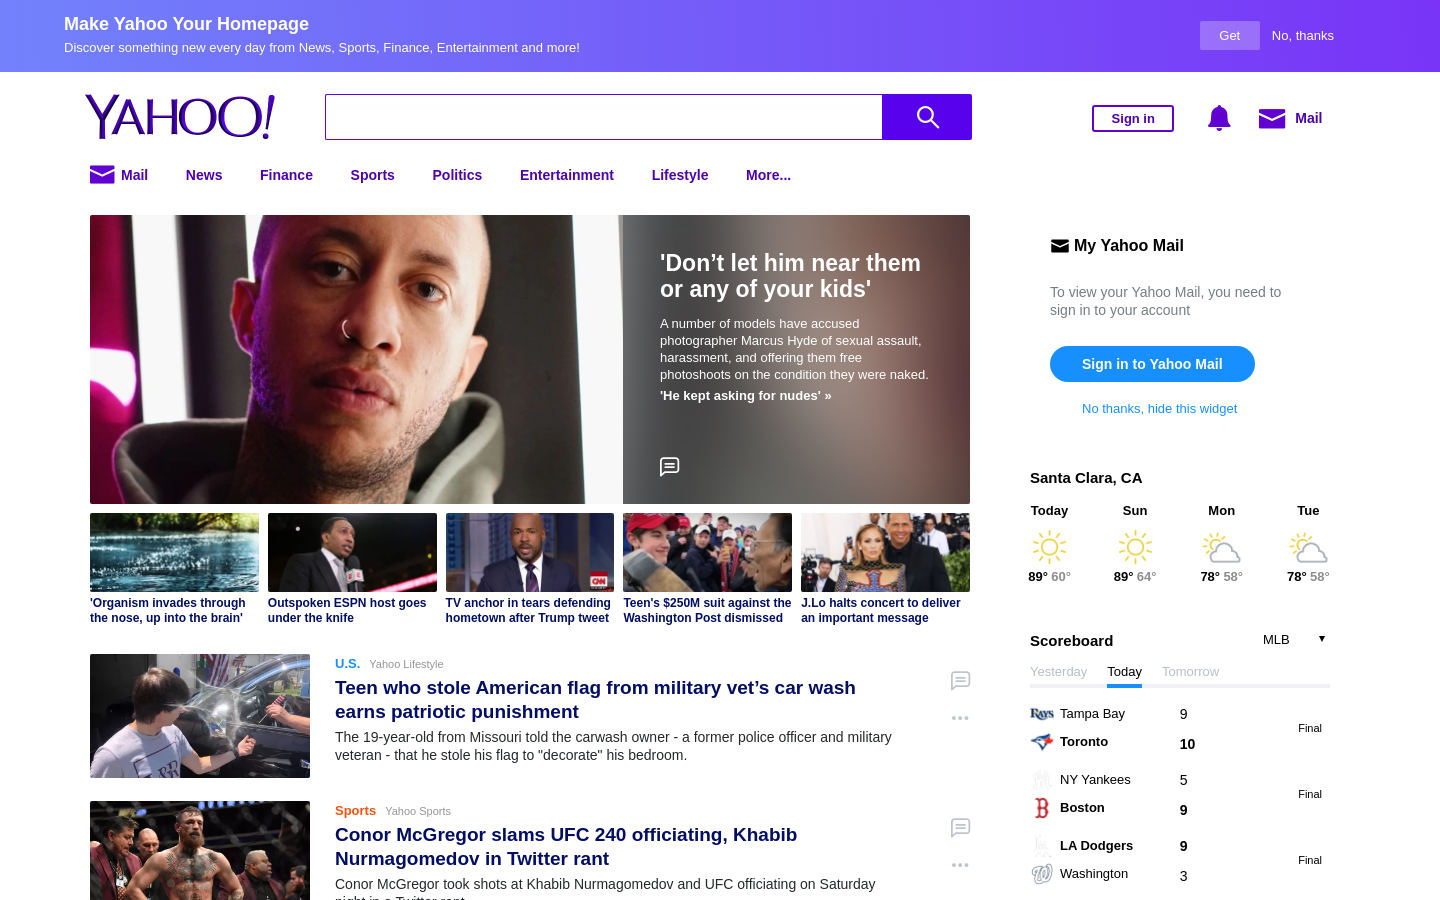 Make Yahoo Your Homepage
Discover something new every day from News, Sports, Finance, Entertainment and more!
Get
No, thanks
YAHOO!
Sign in
Mail
Mail
News
Finance
Sports
Politics
Entertainment
Lifestyle
More...
'Don’t let him near them
or any of your kids'
A number of models have accused
photographer Marcus Hyde of sexual assault,
harassment, and offering them free
photoshoots on the condition they were naked.
'He kept asking for nudes' »
CNN
'Organism invades through
the nose, up into the brain'
Outspoken ESPN host goes
under the knife
TV anchor in tears defending
hometown after Trump tweet
Teen's $250M suit against the
Washington Post dismissed
J.Lo halts concert to deliver
an important message
U.S.
Yahoo Lifestyle
Teen who stole American flag from military vet’s car wash
earns patriotic punishment
The 19-year-old from Missouri told the carwash owner - a former police officer and military
veteran - that he stole his flag to "decorate" his bedroom.
Sports
Yahoo Sports
Conor McGregor slams UFC 240 officiating, Khabib
Nurmagomedov in Twitter rant
Conor McGregor took shots at Khabib Nurmagomedov and UFC officiating on Saturday
night in a Twitter rant
My Yahoo Mail
To view your Yahoo Mail, you need to
sign in to your account
Sign in to Yahoo Mail
No thanks, hide this widget
Santa Clara, CA
Today
Sun
Mon
Tue
89° 60°
89° 64°
78° 58°
78° 58°
Scoreboard
MLB
Yesterday
Today
Tomorrow
Rays
Tampa Bay
9
Toronto
10
Final
NY Yankees
5
B
Boston
9
Final
LA Dodgers
9
W
Washington
3
Final